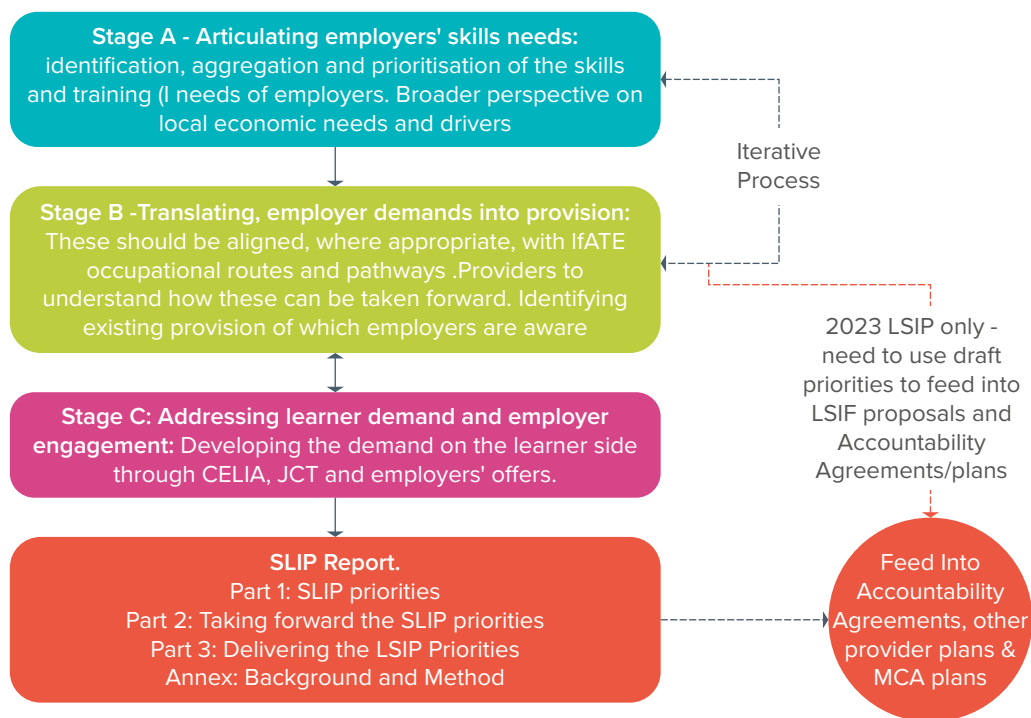 Stage A - Articulating employers' skills needs:
identification, aggregation and prioritisation of the skills
and training (I needs of employers. Broader perspective on
local economic needs and drivers
Iterative
Process
Stage B -Translating, employer demands into provision:
These should be aligned, where appropriate, with IfATE
occupational routes and pathways .Providers to
understand how these can be taken forward. Identifying
existing provision of which employers are aware
2023 LSIP only -
need to use draft
priorities to feed into
LSIF proposals and
Accountability
Agreements/plans
Stage C: Addressing learner demand and employer
engagement: Developing the demand on the learner side
through CELIA, JCT and employers' offers.
SLIP Report.
Part 1: SLIP priorities
Part 2: Taking forward the SLIP priorities
Part 3: Delivering the LSIP Priorities
Annex: Background and Method
Feed Into
Accountability
Agreements, other
provider plans &
MCA plans